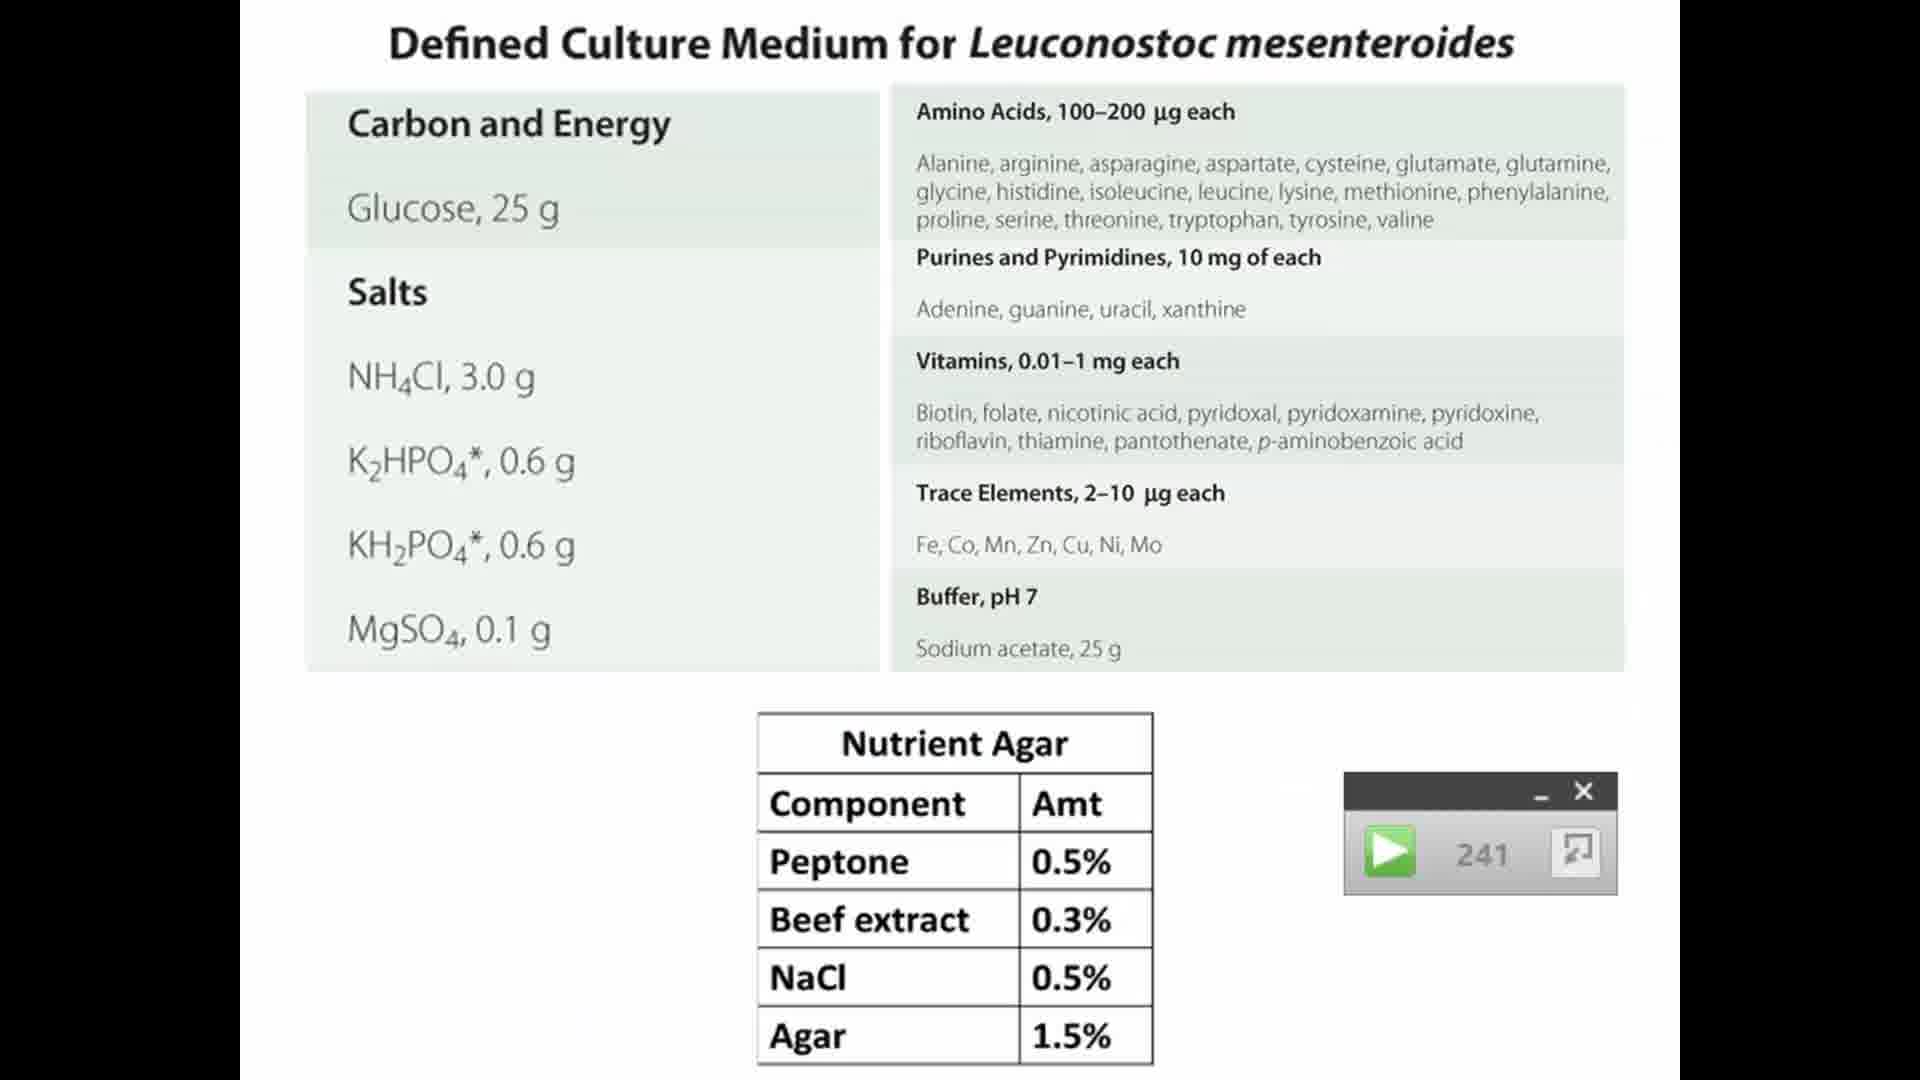 Defined Culture Medium for Leuconostoc mesenteroides
Carbon and Energy
Glucose, 25 g
Salts
NH₄Cl, 3.0 g
K₂HPO₄*, 0.6 g
KH₂PO₄*, 0.6 g
MgSO₄, 0.1 g
Amino Acids, 100–200 µg each
Alanine, arginine, asparagine, aspartate, cysteine, glutamate, glutamine,
glycine, histidine, isoleucine, leucine, lysine, methionine, phenylalanine,
proline, serine, threonine, tryptophan, tyrosine, valine
Purines and Pyrimidines, 10 mg of each
Adenine, guanine, uracil, xanthine
Vitamins, 0.01–1 mg each
Biotin, folate, nicotinic acid, pyridoxal, pyridoxamine, pyridoxine,
riboflavin, thiamine, pantothenate, p-aminobenzoic acid
Trace Elements, 2–10 µg each
Fe, Co, Mn, Zn, Cu, Ni, Mo
Buffer, pH 7
Sodium acetate, 25 g
Nutrient Agar
Component Amt
Peptone 0.5%
Beef extract 0.3%
NaCl 0.5%
Agar 1.5%
241